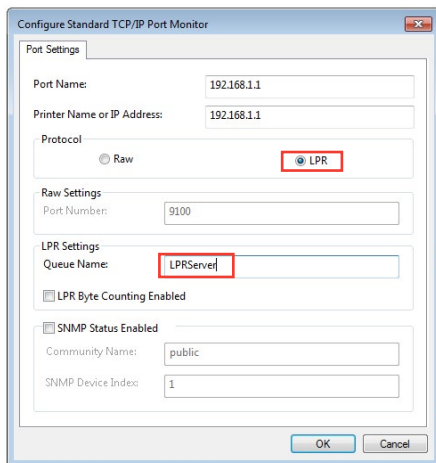 Configure Standard TCP/IP Port Monitor
Port Settings
Port Name: 192.168.1.1
Printer Name or IP Address: 192.168.1.1
Protocol
Raw LPR
Raw Settings
Port Number: 9100
LPR Settings
Queue Name: LPRServer
LPR Byte Counting Enabled
SNMP Status Enabled
Community Name: public
SNMP Device Index: 1
OK Cancel